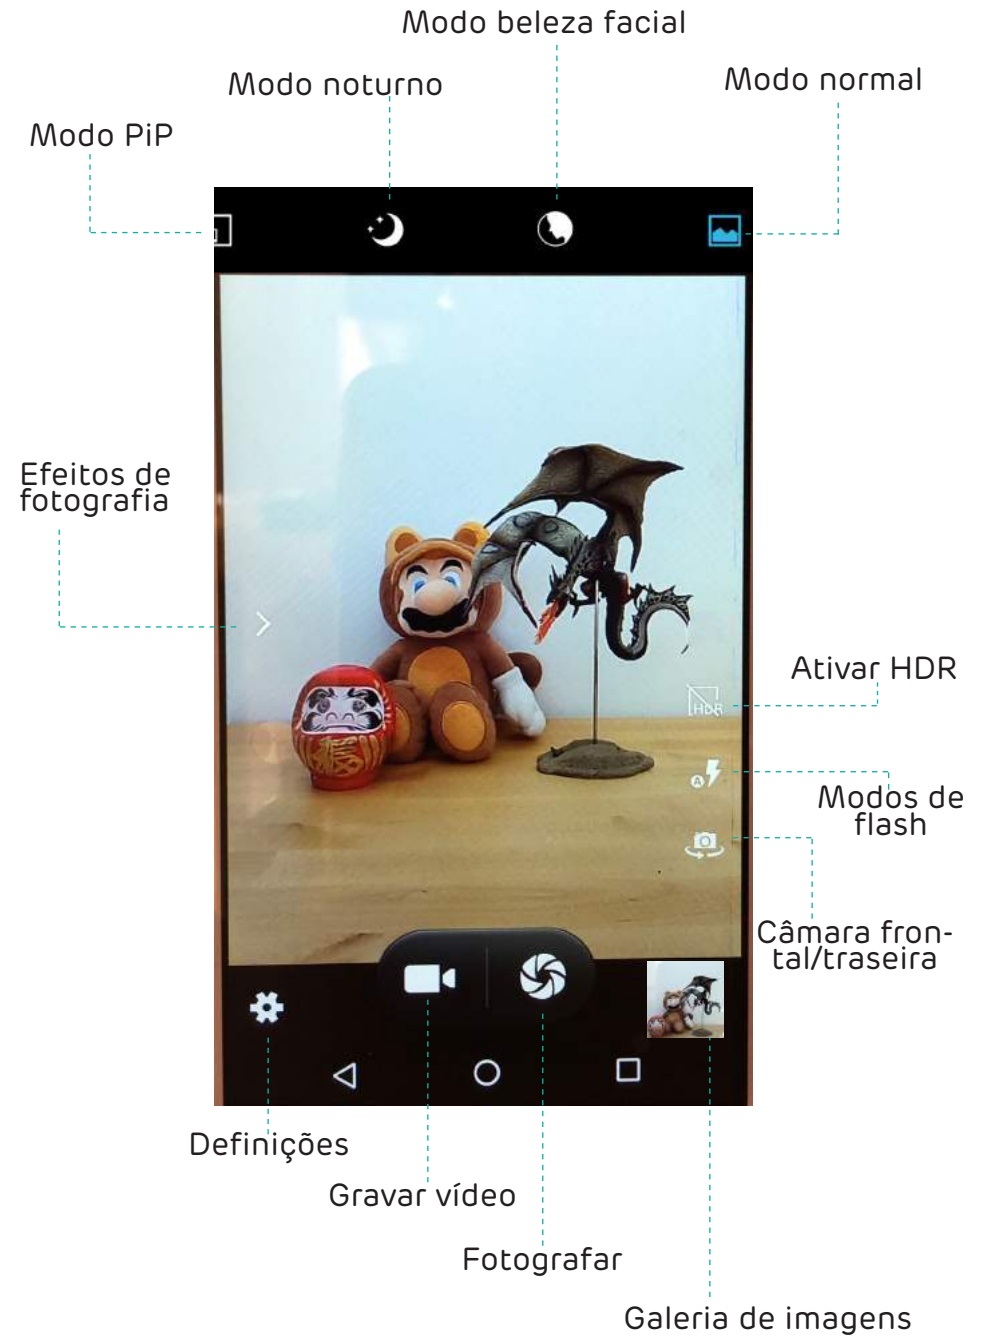 Modo beleza facial
Modo noturno
Modo normal
Modo PiP
Efeitos de
fotografia
Ativar HDR
HDR
A
Modos de
flash
Câmara fron-
tal/traseira
Definições
Gravar vídeo
Fotografar
Galeria de imagens